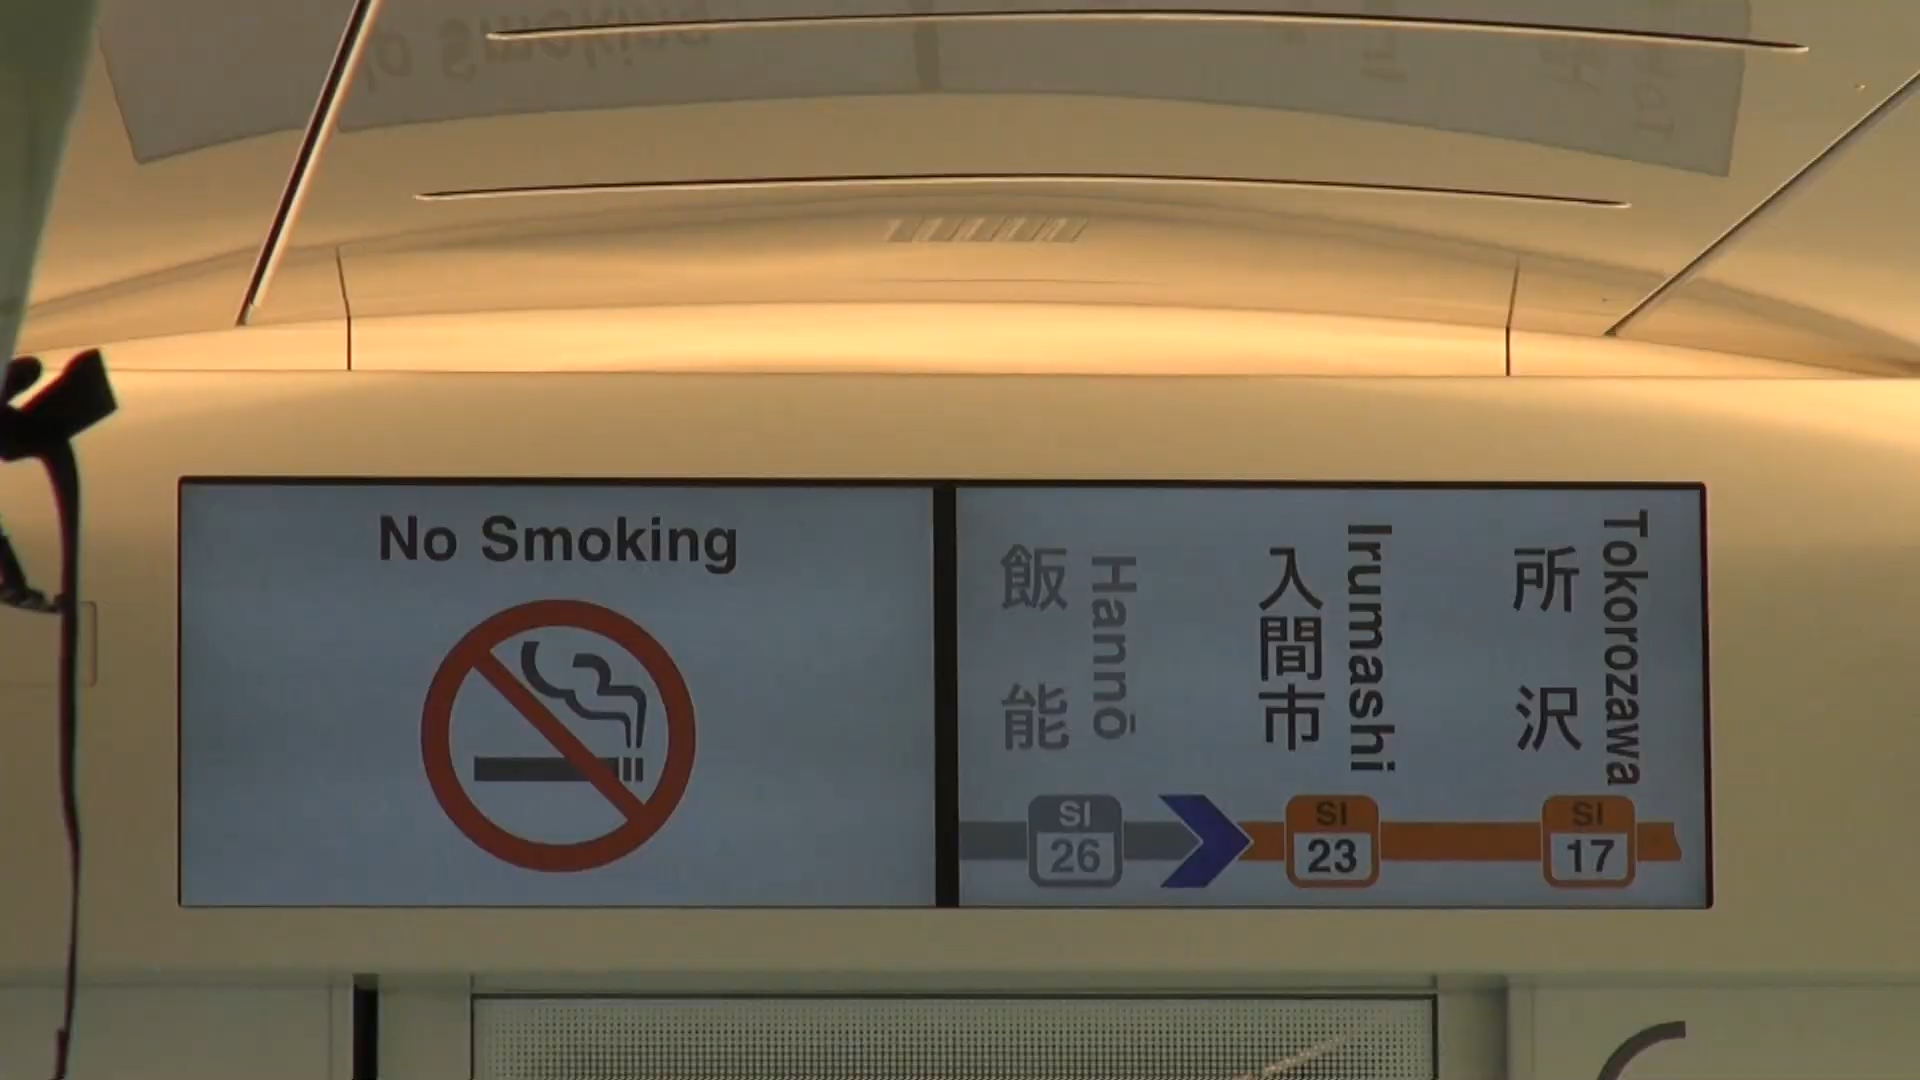 No Smoking
飯能
Hannō
入間市
Irumashi
所沢
Tokorozawa
SI
26
SI
23
SI
17